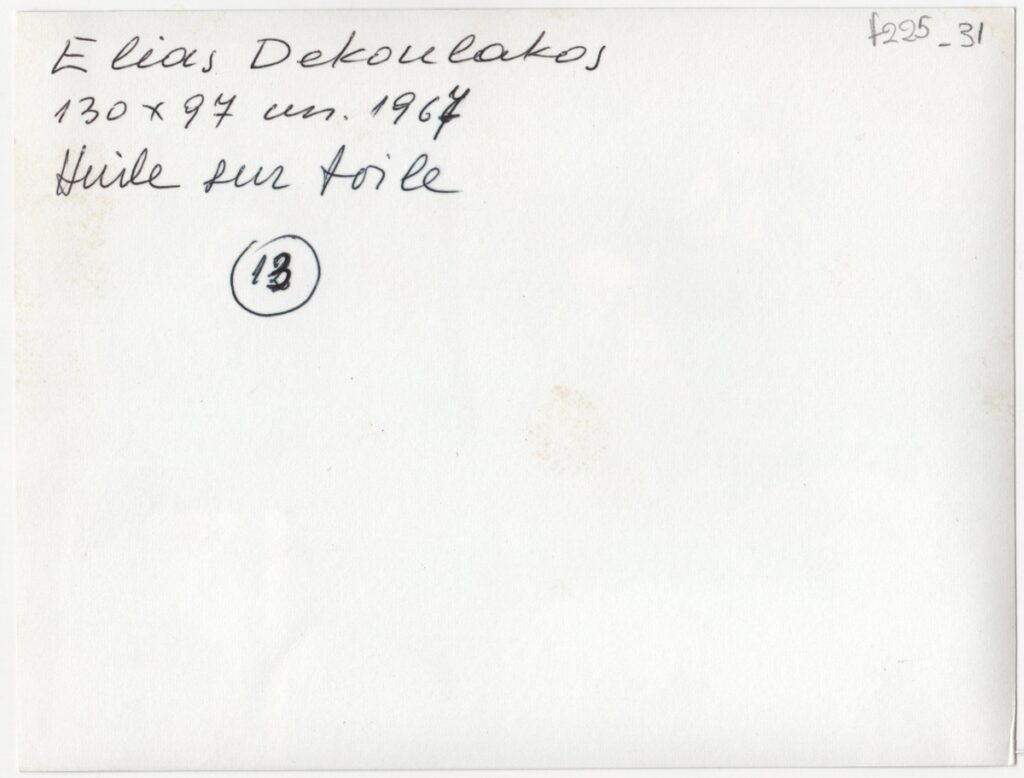 Elias Dekoulakos
f225_31
130 x 97 cm. 1967
Huile sur toile
13